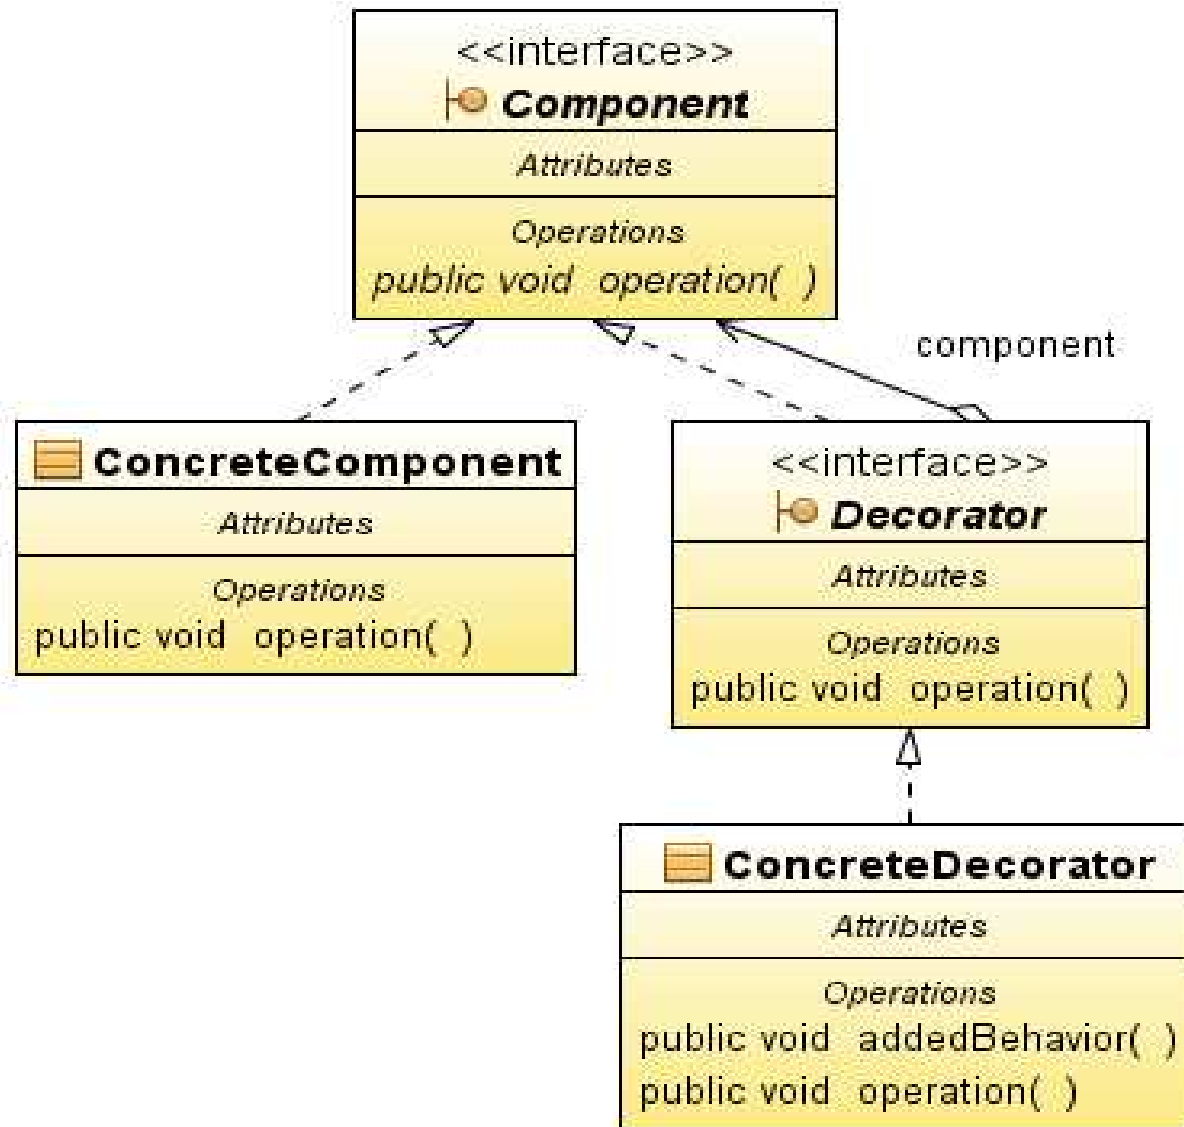 <<interface>>
Component
Attributes
Operations
public void operation( )
component
ConcreteComponent
Attributes
Operations
public void operation( )
<<interface>>
Decorator
Attributes
Operations
public void operation( )
ConcreteDecorator
Attributes
Operations
public void addedBehavior( )
public void operation( )